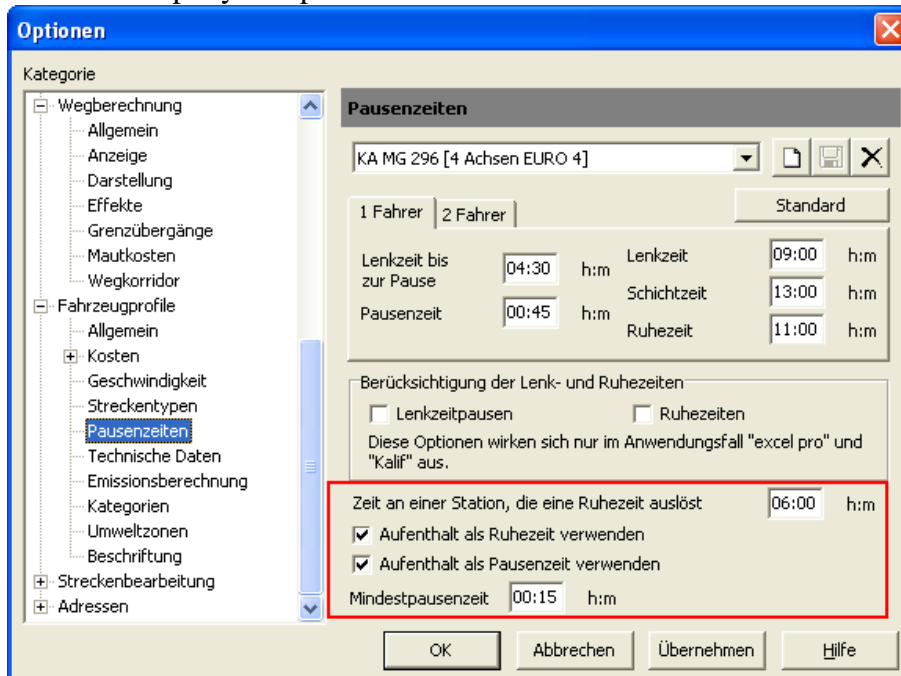 Optionen
Kategorie
Wegberechnung
Allgemein
Anzeige
Darstellung
Effekte
Grenzübergänge
Mautkosten
Wegkorridor
Fahrzeugprofile
Allgemein
Kosten
Geschwindigkeit
Streckentypen
Pausenzeiten
Technische Daten
Emissionsberechnung
Kategorien
Umweltzonen
Beschriftung
Streckenbearbeitung
Adressen
Pausenzeiten
KA MG 296 [4 Achsen EURO 4]
Standard
1 Fahrer 2 Fahrer
Lenkzeit bis
zur Pause 04:30 h:m
Pausenzeit 00:45 h:m
Lenkzeit 09:00 h:m
Schichtzeit 13:00 h:m
Ruhezeit 11:00 h:m
Berücksichtigung der Lenk- und Ruhezeiten
Lenkzeitpausen Ruhezeiten
Diese Optionen wirken sich nur im Anwendungsfall "excel pro" und
"Kalif" aus.
Zeit an einer Station, die eine Ruhezeit auslöst 06:00 h:m
Aufenthalt als Ruhezeit verwenden
Aufenthalt als Pausenzeit verwenden
Mindestpausenzeit 00:15 h:m
OK Abbrechen Übernehmen Hilfe